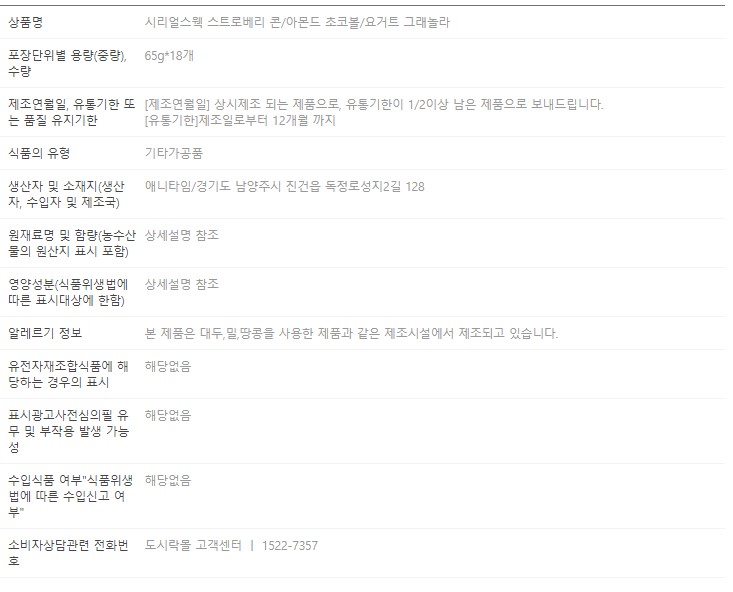 상품명
시리얼스웩 스트로베리 콘/아몬드 초코볼/요거트 그래놀라
포장단위별 용량(중량),
수량
65g*18개
제조연월일, 유통기한 또
는 품질 유지기한
[제조연월일] 상시제조 되는 제품으로, 유통기한이 1/2이상 남은 제품으로 보내드립니다.
[유통기한]제조일로부터 12개월 까지
식품의 유형
기타가공품
생산자 및 소재지(생산
자, 수입자 및 제조국)
애니타임/경기도 남양주시 진건읍 독정로성지2길 128
원재료명 및 함량(농수산
물의 원산지 표시 포함)
상세설명 참조
영양성분(식품위생법에
따른 표시대상에 한함)
상세설명 참조
알레르기 정보
본 제품은 대두,밀,땅콩을 사용한 제품과 같은 제조시설에서 제조되고 있습니다.
유전자재조합식품에 해
당하는 경우의 표시
해당없음
표시광고사전심의필 유
무 및 부작용 발생 가능
성
해당없음
수입식품 여부"식품위생
법에 따른 수입신고 여
부"
해당없음
소비자상담관련 전화번
호
도시락몰 고객센터 ㅣ 1522-7357